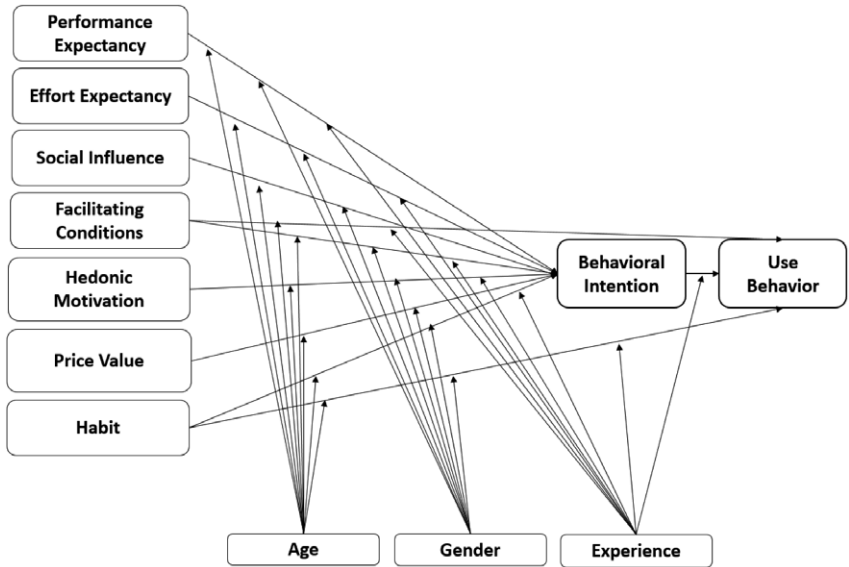 Performance
Expectancy
Effort Expectancy
Social Influence
Facilitating
Conditions
Hedonic
Motivation
Price Value
Habit
Behavioral
Intention
Use
Behavior
Age
Gender
Experience